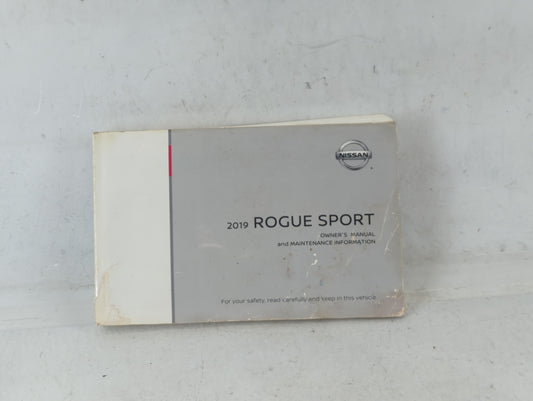 NISSAN
2019 ROGUE SPORT
OWNER'S MANUAL
and MAINTENANCE INFORMATION
For your safety, read carefully and keep in this vehicle.